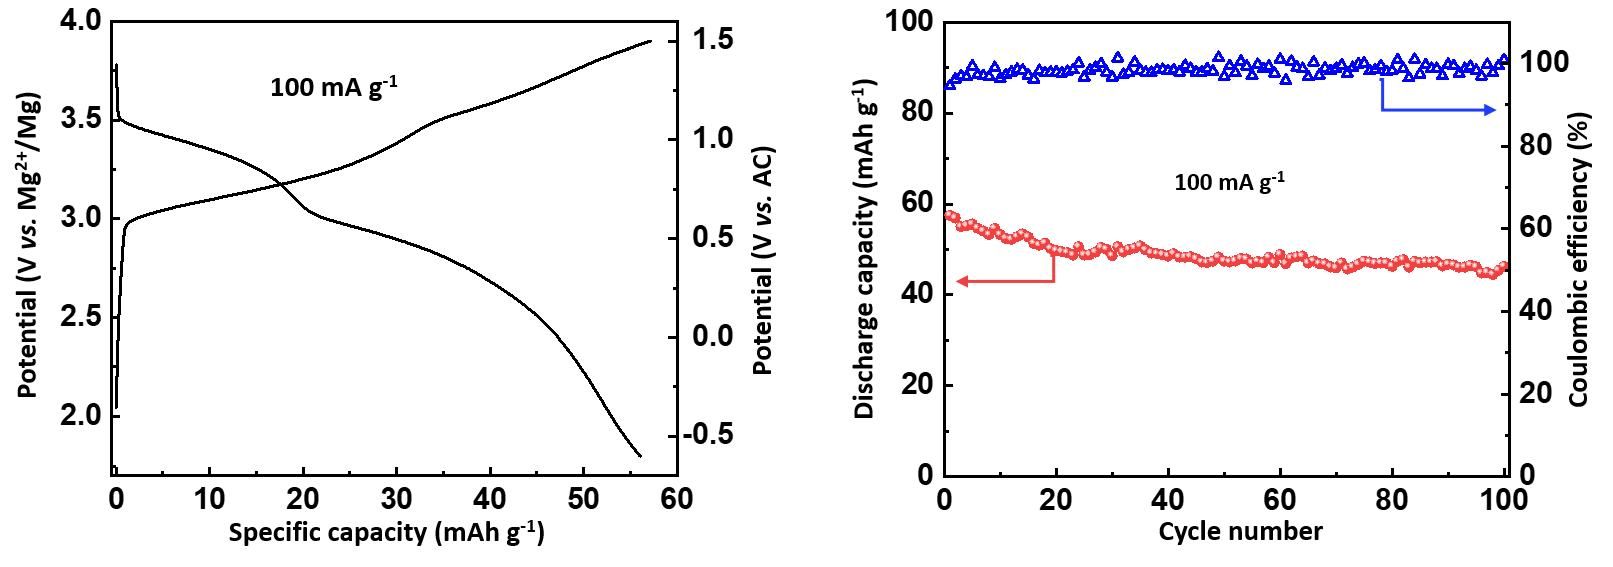 4.0
3.5
3.0
2.5
2.0
Potential (V vs. Mg²⁺/Mg)
100 mA g⁻¹
1.5
1.0
0.5
0.0
-0.5
Potential (V vs. AC)
0 10 20 30 40 50 60
Specific capacity (mAh g⁻¹)
100
80
60
40
20
0
Discharge capacity (mAh g⁻¹)
100 mA g⁻¹
100
80
60
40
20
0
Coulombic efficiency (%)
0 20 40 60 80 100
Cycle number